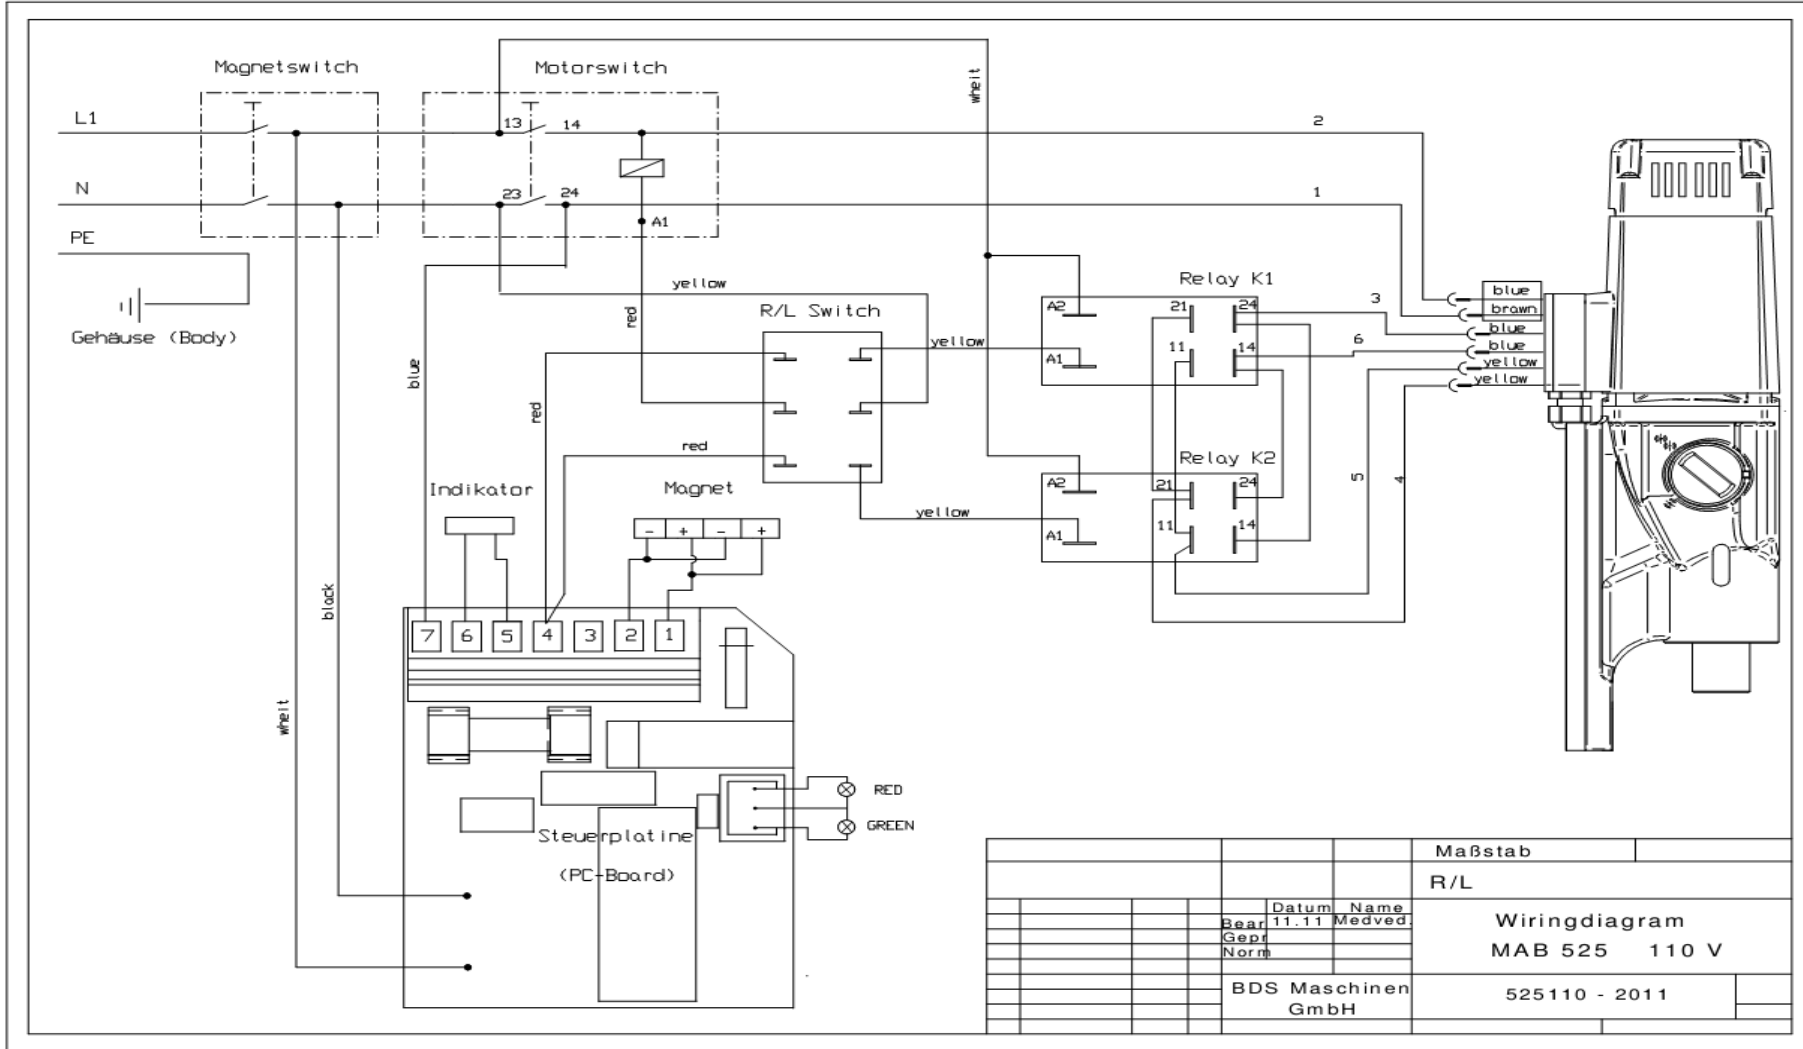 Magnetswitch
Motorswitch
wheit
L1
13
14
2
N
23
24
1
A1
PE
yellow
Gehäuse (Body)
red
R/L Switch
blue
Relay K1
A2
21
24
3
blue
brawn
blue
blue
yellow
yellow
yellow
A1
11
14
6
red
red
Relay K2
A2
21
24
5
4
Indikator
Magnet
- + - +
yellow
A1
11
14
black
7 6 5 4 3 2 1
wheit
RED
GREEN
Steuerplatine
(PC-Board)
Maßstab
R/L
Datum Name
Bear 11.11 Medved.
Gepr
Norm
Wiringdiagram
MAB 525 110 V
BDS Maschinen
GmbH
525110 - 2011